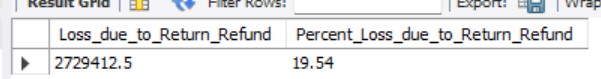 Result Grid Filter Rows: Export: Wrap
Loss_due_to_Return_Refund Percent_Loss_due_to_Return_Refund
2729412.5 19.54